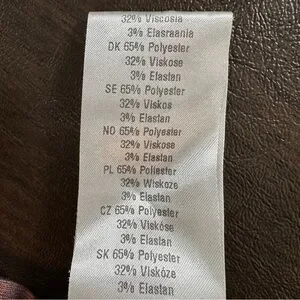 32% Viscosia
3% Elasraania
DK 65% Polyester
32% Viskose
3% Elastan
SE 65% Polyester
32% Viskos
3% Elastan
NO 65% Polyester
32% Viskose
3% Elastan
PL 65% Poliester
32% Wiskoze
3% Elastan
CZ 65% Polyester
32% Viskóse
3% Elastan
SK 65% Polyester
32% Viskóze
3% Elastan